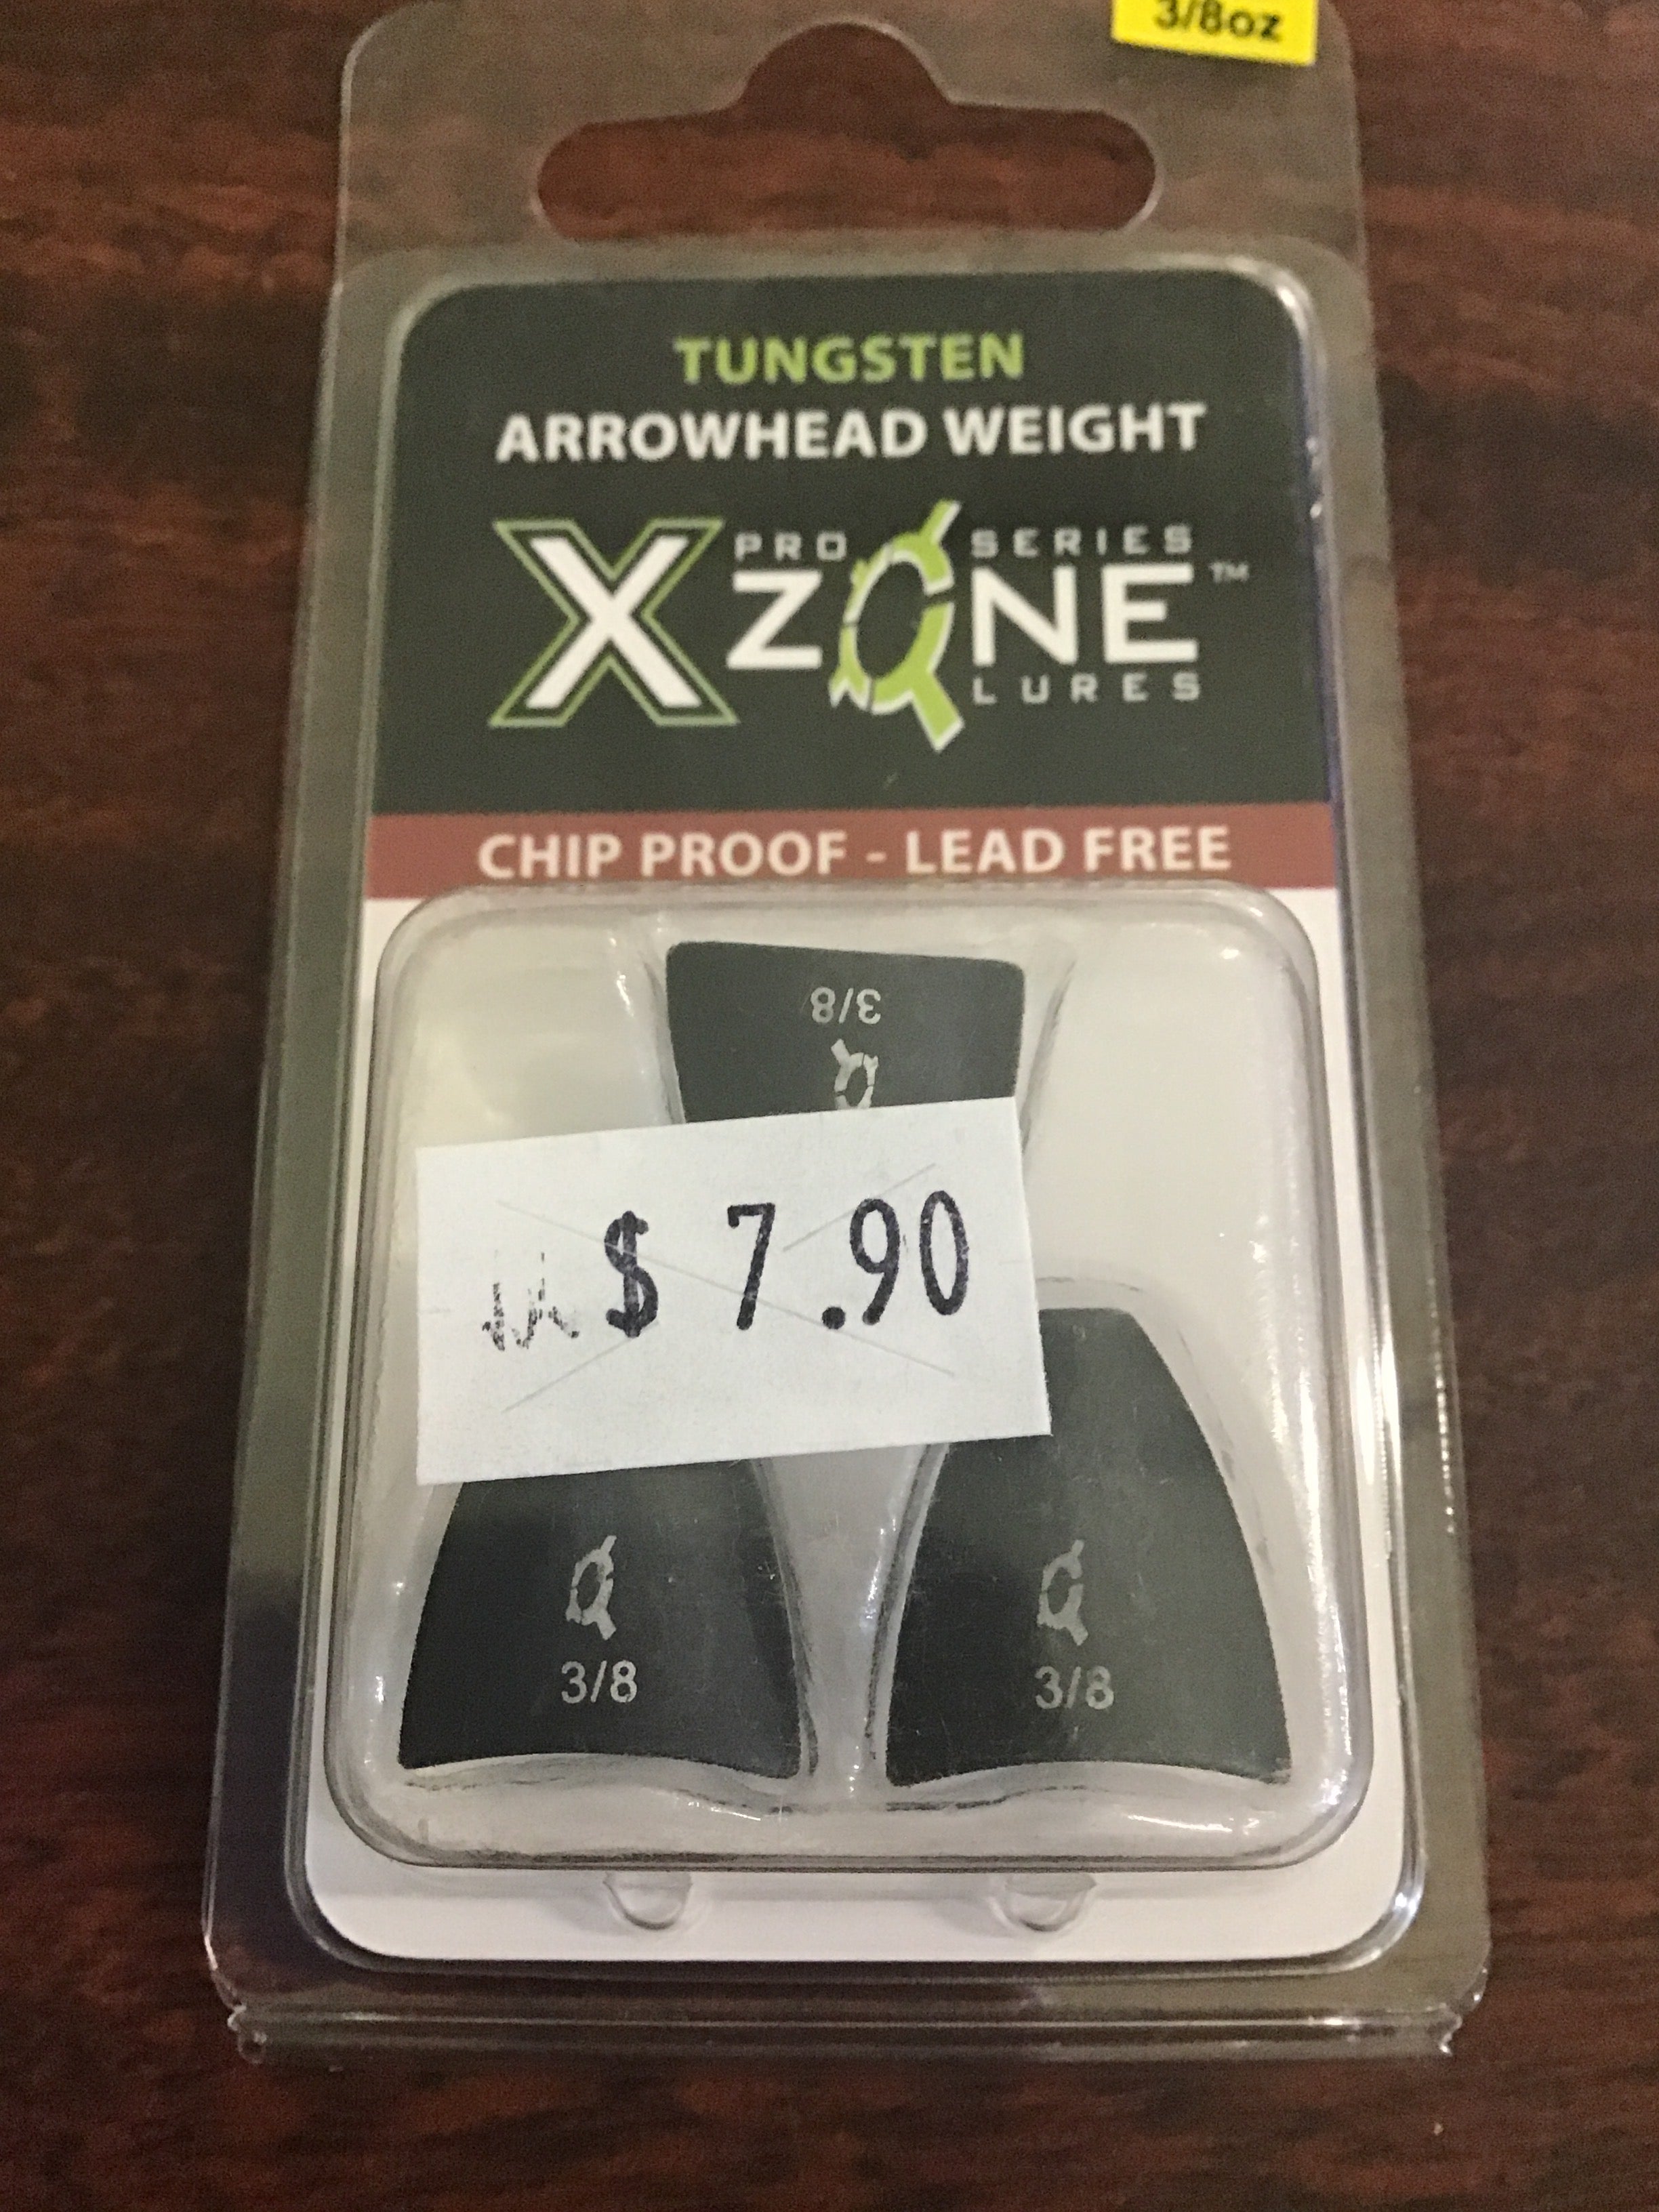 3/8oz
TUNGSTEN
ARROWHEAD WEIGHT
PRO SERIES
X ZONE™
LURES
CHIP PROOF - LEAD FREE
3/8
$ 7.90
3/8
3/8